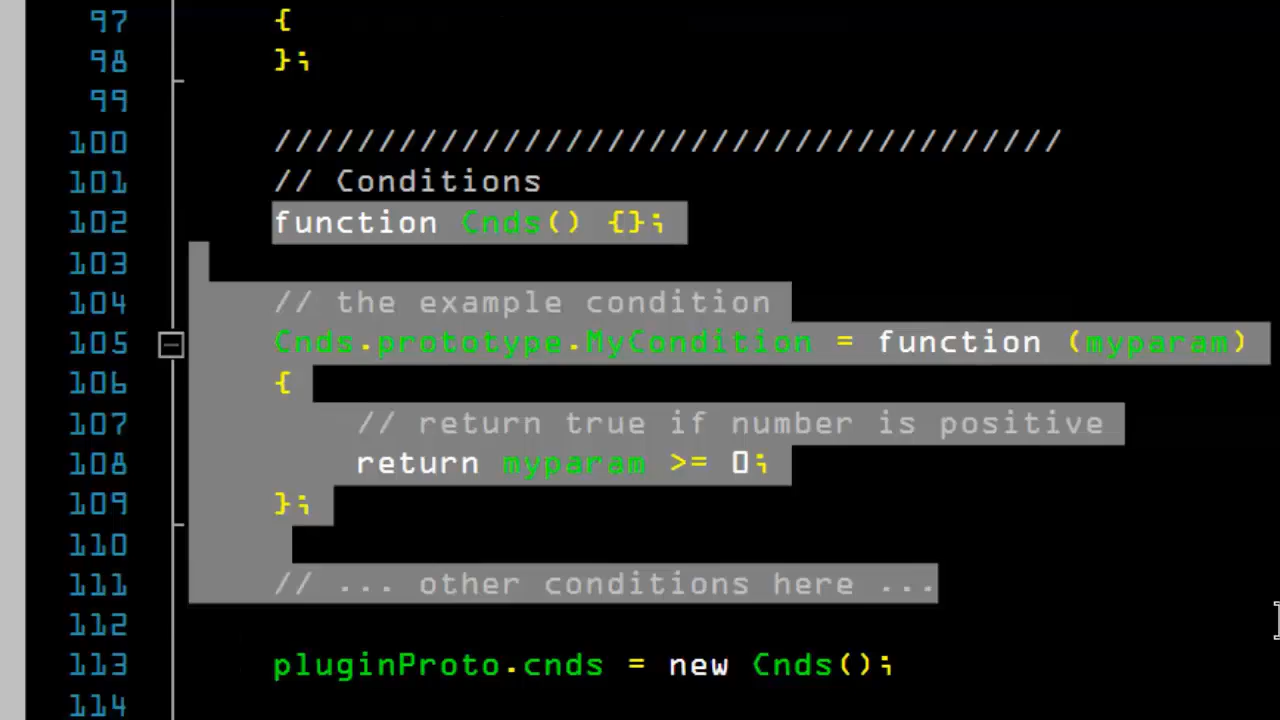 97 {
98 };
99
100 //////////////////////////////////////
101 // Conditions
102 function Cnds() {};
103
104 // the example condition
105 Cnds.prototype.MyCondition = function (myparam)
106 {
107 // return true if number is positive
108 return myparam >= 0;
109 };
110
111 // ... other conditions here ...
112
113 pluginProto.cnds = new Cnds();
114